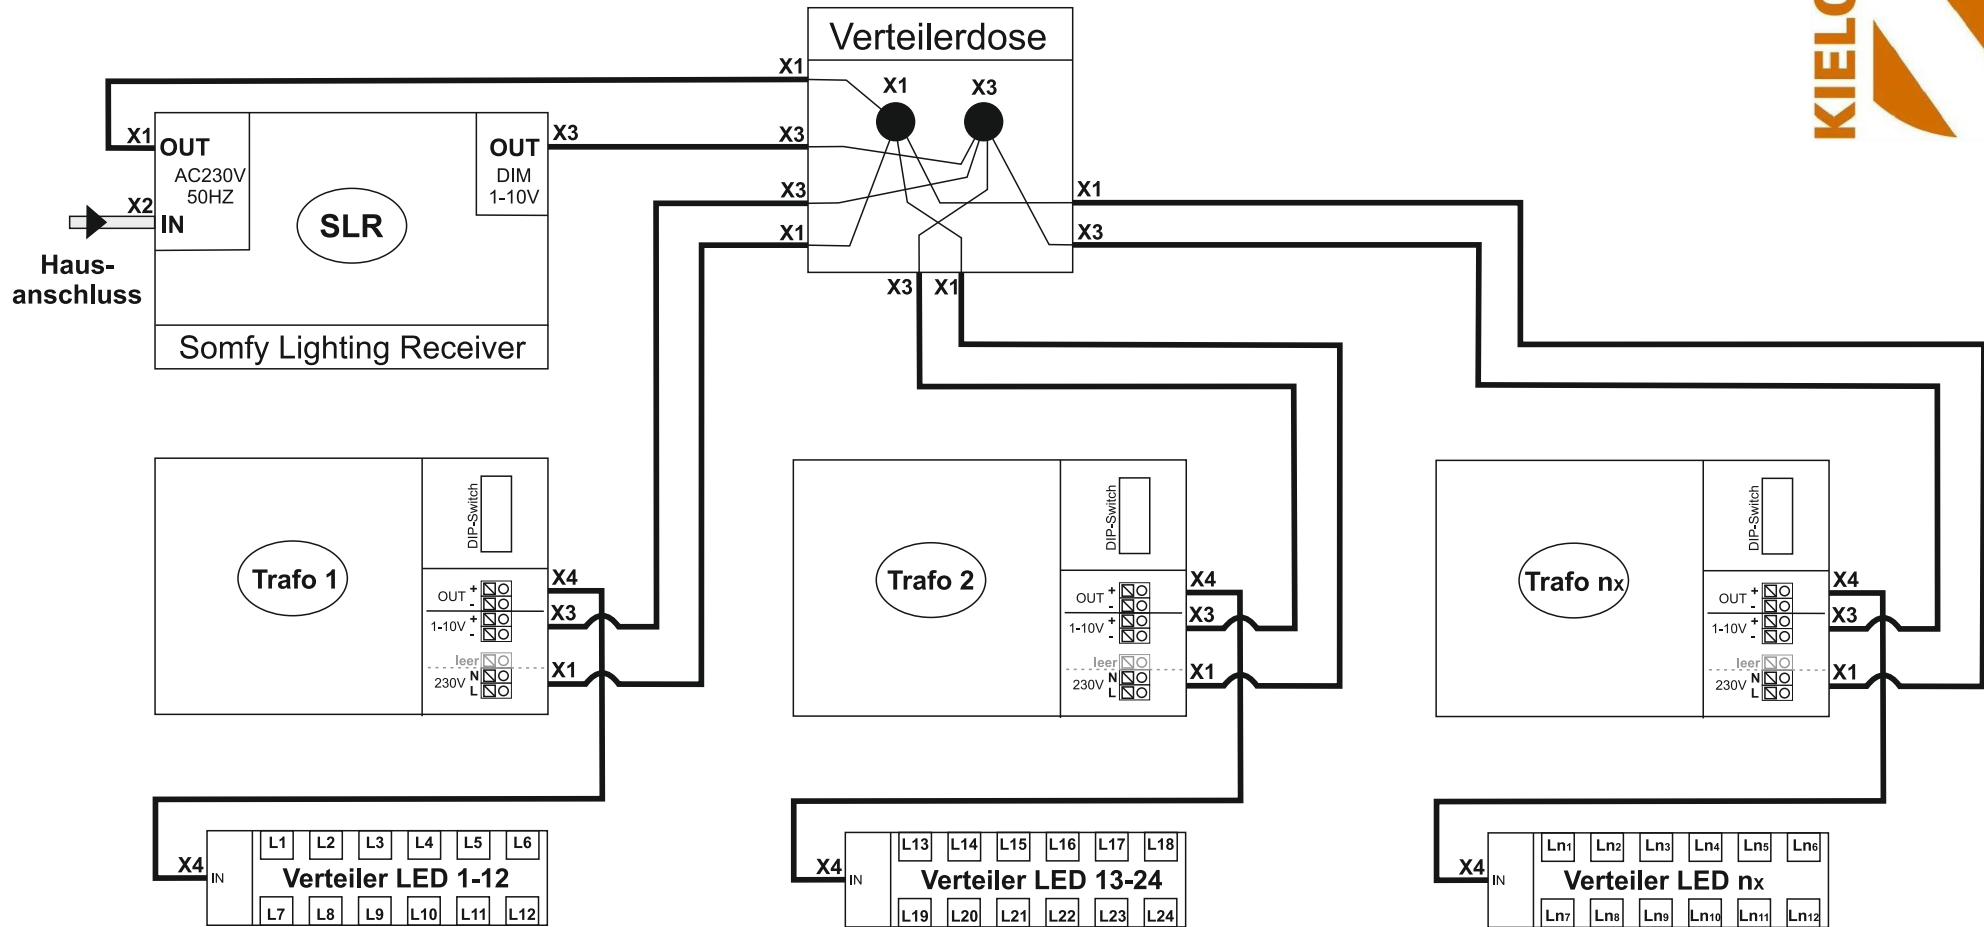 Verteilerdose
KIELO
X1
X1
X3
X1
OUT
AC230V
50HZ
X2
IN
Haus-
anschluss
SLR
OUT
DIM
1-10V
X3
X3
X3
X1
X1
X3
X3
X1
Somfy Lighting Receiver
Trafo 1
DIP-Switch
OUT + -
1-10V + -
leer
230V N L
X4
X3
X1
Trafo 2
DIP-Switch
OUT + -
1-10V + -
leer
230V N L
X4
X3
X1
Trafo nx
DIP-Switch
OUT + -
1-10V + -
leer
230V N L
X4
X3
X1
X4
IN
L1 L2 L3 L4 L5 L6
Verteiler LED 1-12
L7 L8 L9 L10 L11 L12
X4
IN
L13 L14 L15 L16 L17 L18
Verteiler LED 13-24
L19 L20 L21 L22 L23 L24
X4
IN
Ln1 Ln2 Ln3 Ln4 Ln5 Ln6
Verteiler LED nx
Ln7 Ln8 Ln9 Ln10 Ln11 Ln12